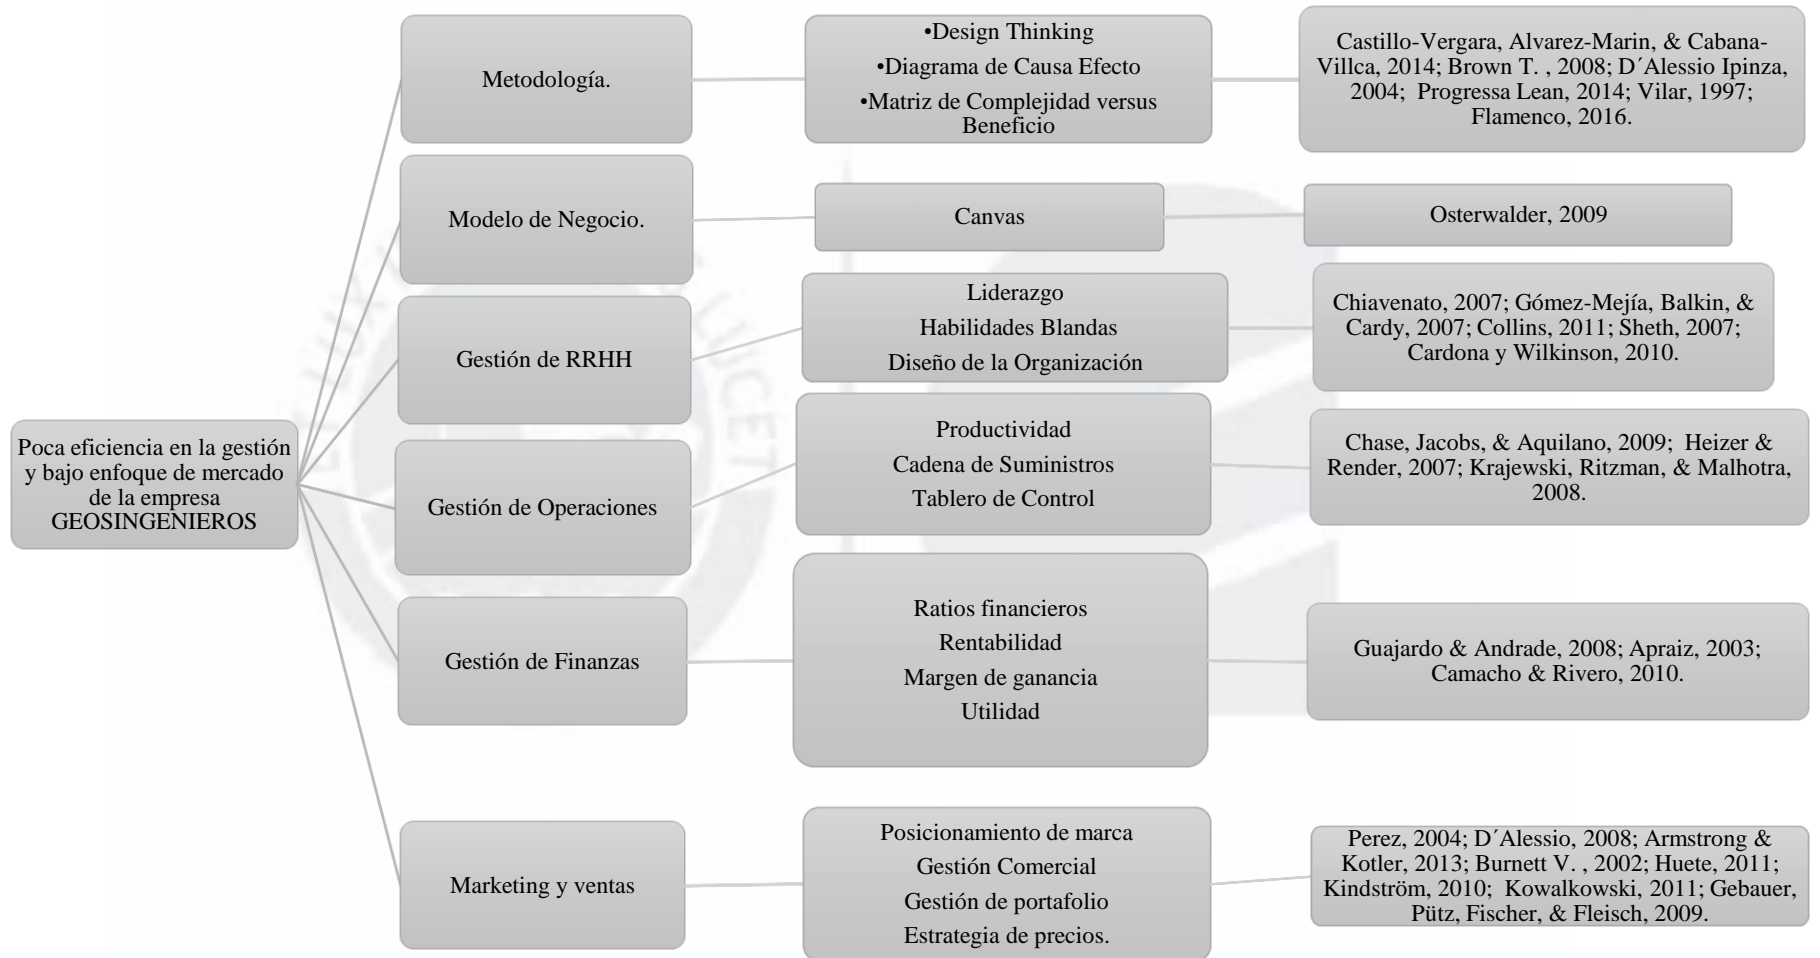 Metodología.
•Design Thinking
•Diagrama de Causa Efecto
•Matriz de Complejidad versus
Beneficio
Castillo-Vergara, Alvarez-Marin, & Cabana-
Villca, 2014; Brown T. , 2008; D´Alessio Ipinza,
2004; Progressa Lean, 2014; Vilar, 1997;
Flamenco, 2016.
Modelo de Negocio.
Canvas
Osterwalder, 2009
Gestión de RRHH
Liderazgo
Habilidades Blandas
Diseño de la Organización
Chiavenato, 2007; Gómez-Mejía, Balkin, &
Cardy, 2007; Collins, 2011; Sheth, 2007;
Cardona y Wilkinson, 2010.
Poca eficiencia en la gestión
y bajo enfoque de mercado
de la empresa
GEOSINGENIEROS
Gestión de Operaciones
Productividad
Cadena de Suministros
Tablero de Control
Chase, Jacobs, & Aquilano, 2009; Heizer &
Render, 2007; Krajewski, Ritzman, & Malhotra,
2008.
Gestión de Finanzas
Ratios financieros
Rentabilidad
Margen de ganancia
Utilidad
Guajardo & Andrade, 2008; Apraiz, 2003;
Camacho & Rivero, 2010.
Marketing y ventas
Posicionamiento de marca
Gestión Comercial
Gestión de portafolio
Estrategia de precios.
Perez, 2004; D´Alessio, 2008; Armstrong &
Kotler, 2013; Burnett V. , 2002; Huete, 2011;
Kindström, 2010; Kowalkowski, 2011; Gebauer,
Pütz, Fischer, & Fleisch, 2009.